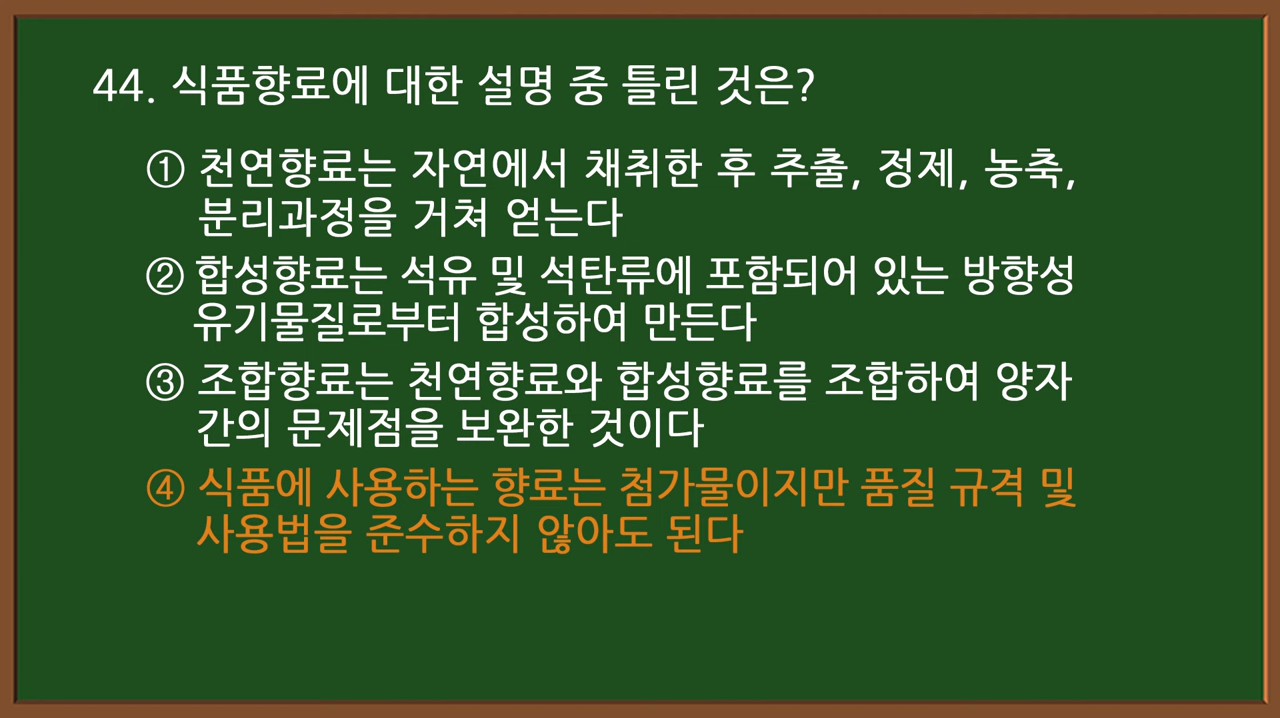 44. 식품향료에 대한 설명 중 틀린 것은?
① 천연향료는 자연에서 채취한 후 추출, 정제, 농축,
분리과정을 거쳐 얻는다
② 합성향료는 석유 및 석탄류에 포함되어 있는 방향성
유기물질로부터 합성하여 만든다
③ 조합향료는 천연향료와 합성향료를 조합하여 양자
간의 문제점을 보완한 것이다
④ 식품에 사용하는 향료는 첨가물이지만 품질 규격 및
사용법을 준수하지 않아도 된다